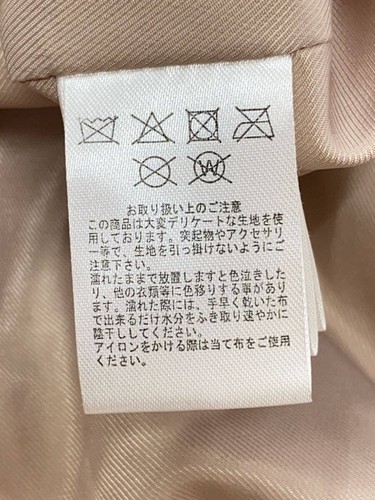 W
お取り扱い上のご注意
この商品は大変デリケートな生地を使
用しております。突起物やアクセサリ
ー等で、生地を引っ掛けないようにご
注意下さい。
濡れたままで放置しますと色泣きした
り、他の衣類等に色移りする事があり
ます。濡れた際には、手早く乾いた布
で出来るだけ水分をふき取り速やかに
陰干ししてください。
アイロンをかける際は当て布をご使用
ください。